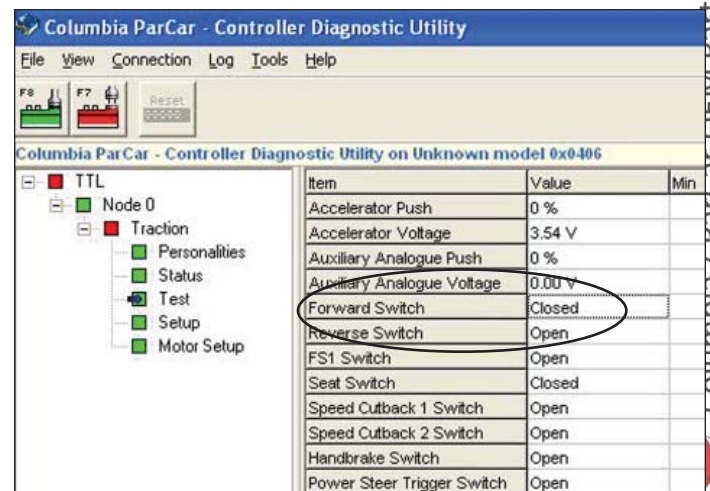 Columbia ParCar - Controller Diagnostic Utility
File View Connection Log Tools Help
F8 F7 Reset
Columbia ParCar - Controller Diagnostic Utility on Unknown model 0x0406
TTL
Node 0
Traction
Personalities
Status
Test
Setup
Motor Setup
Item Value Min
Accelerator Push 0 %
Accelerator Voltage 3.54 V
Auxiliary Analogue Push 0 %
Auxiliary Analogue Voltage 0.00 V
Forward Switch Closed
Reverse Switch Open
FS1 Switch Open
Seat Switch Closed
Speed Cutback 1 Switch Open
Speed Cutback 2 Switch Open
Handbrake Switch Open
Power Steer Trigger Switch Open